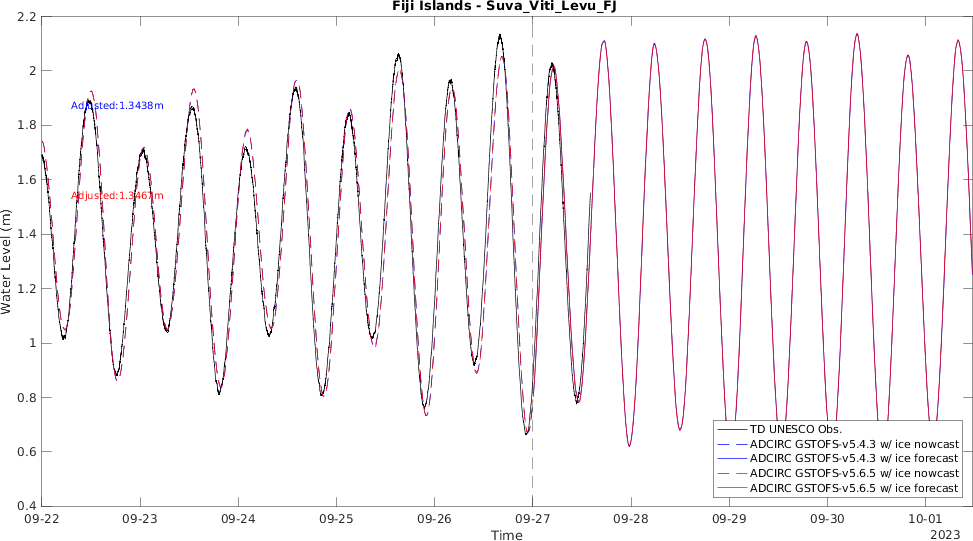 Fiji Islands - Suva_Viti_Levu_FJ
2.2
2
1.8
1.6
1.4
1.2
1
0.8
0.6
0.4
Water Level (m)
Adjusted:1.3438m
Adjusted:1.3467m
TD UNESCO Obs.
ADCIRC GSTOFS-v5.4.3 w/ ice nowcast
ADCIRC GSTOFS-v5.4.3 w/ ice forecast
ADCIRC GSTOFS-v5.6.5 w/ ice nowcast
ADCIRC GSTOFS-v5.6.5 w/ ice forecast
09-22 09-23 09-24 09-25 09-26 09-27 09-28 09-29 09-30 10-01
Time
2023